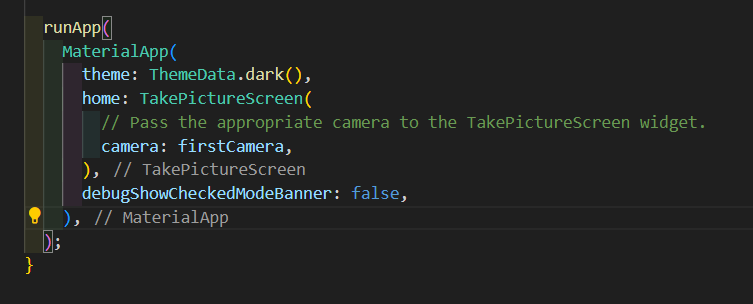 runApp(
MaterialApp(
theme: ThemeData.dark(),
home: TakePictureScreen(
// Pass the appropriate camera to the TakePictureScreen widget.
camera: firstCamera,
), // TakePictureScreen
debugShowCheckedModeBanner: false,
), // MaterialApp
);
}